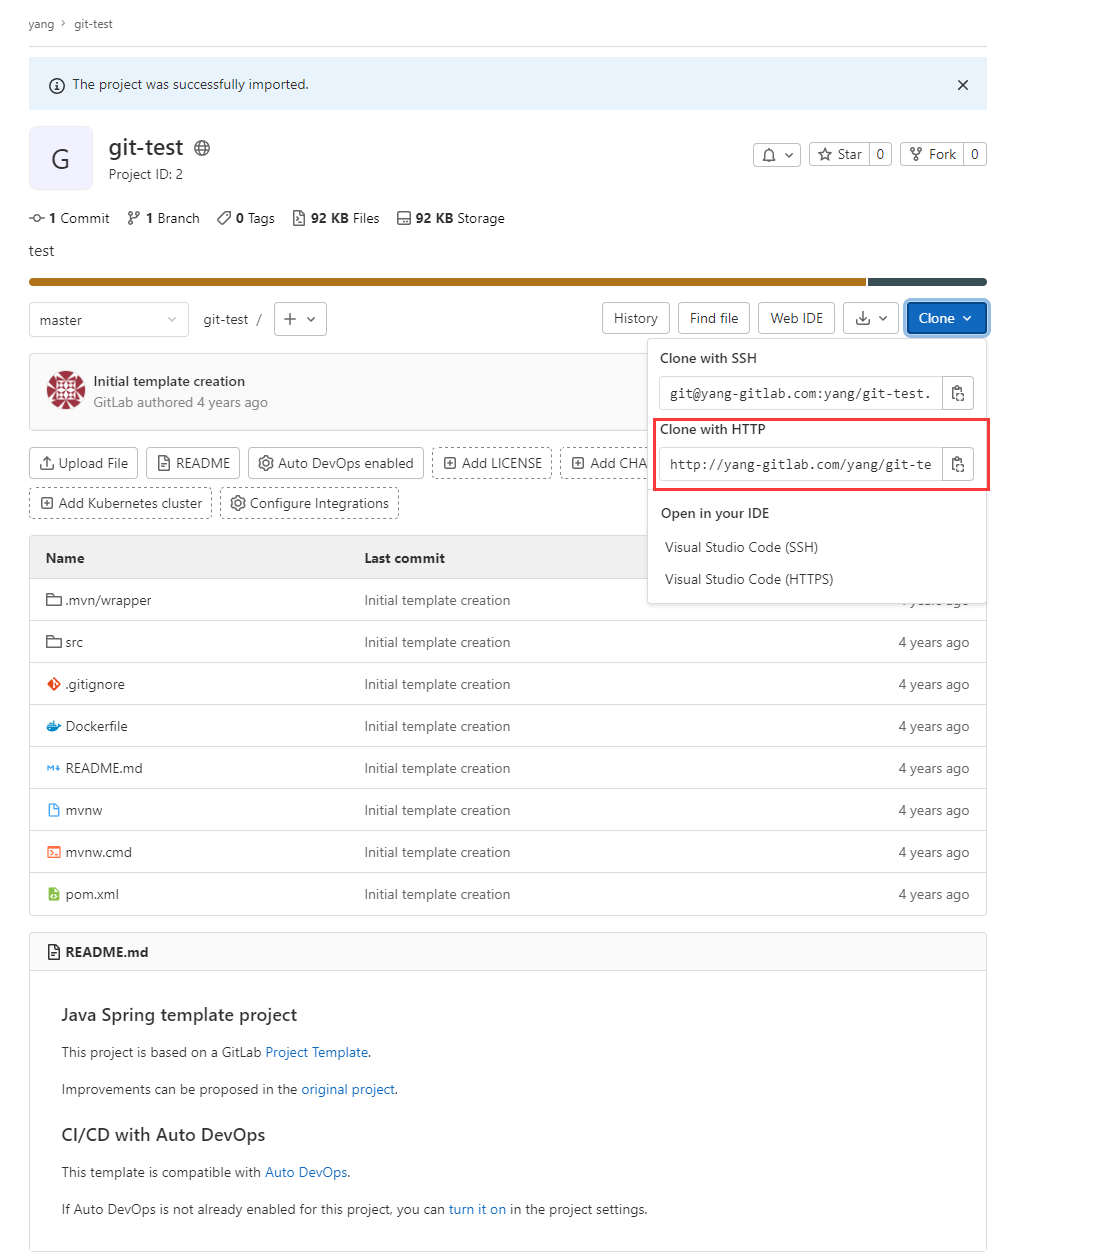 yang › git-test
The project was successfully imported.
G
git-test
Project ID: 2
Star 0
Fork 0
1 Commit 1 Branch 0 Tags 92 KB Files 92 KB Storage
test
master git-test / History Find file Web IDE Clone
Clone with SSH
git@yang-gitlab.com:yang/git-test.
Clone with HTTP
http://yang-gitlab.com/yang/git-te
Open in your IDE
Visual Studio Code (SSH)
Visual Studio Code (HTTPS)
Initial template creation
GitLab authored 4 years ago
Upload File README Auto DevOps enabled Add LICENSE Add CHA
Add Kubernetes cluster Configure Integrations
Name Last commit
.mvn/wrapper Initial template creation 4 years ago
src Initial template creation 4 years ago
.gitignore Initial template creation 4 years ago
Dockerfile Initial template creation 4 years ago
README.md Initial template creation 4 years ago
mvnw Initial template creation 4 years ago
mvnw.cmd Initial template creation 4 years ago
pom.xml Initial template creation 4 years ago
README.md
Java Spring template project
This project is based on a GitLab Project Template.
Improvements can be proposed in the original project.
CI/CD with Auto DevOps
This template is compatible with Auto DevOps.
If Auto DevOps is not already enabled for this project, you can turn it on in the project settings.